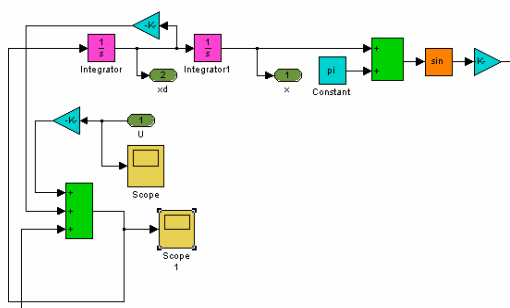 -K-
1
s
1
s
Integrator
Integrator1
2
xd
1
x
pi
Constant
+
+
sin
K-
-K-
1
U
Scope
+
+
+
Scope
1